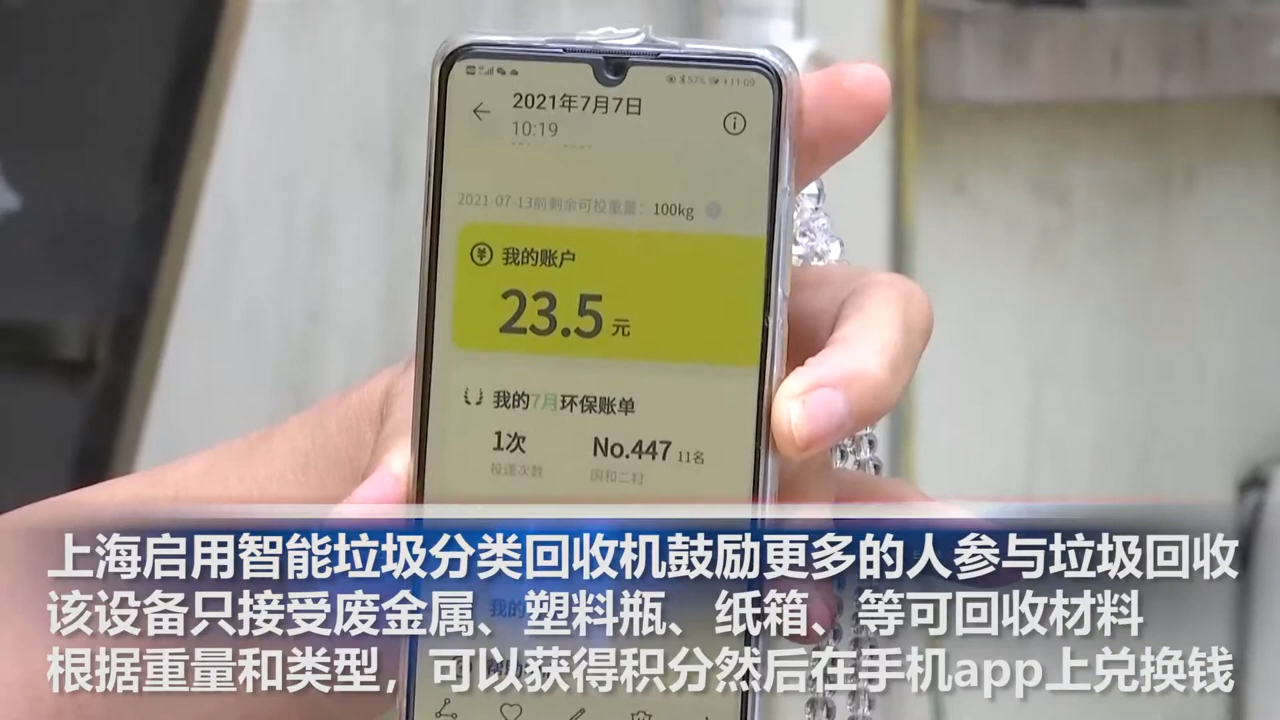 11:09
2021年7月7日
10:19
2021-07-13前剩余可投重量： 100kg
¥ 我的账户
23.5 元
我的7月环保账单
1次 No.447 11名
投递次数 国和二村
上海启用智能垃圾分类回收机鼓励更多的人参与垃圾回收
该设备只接受废金属、塑料瓶、纸箱、等可回收材料
我的
根据重量和类型，可以获得积分然后在手机app上兑换钱